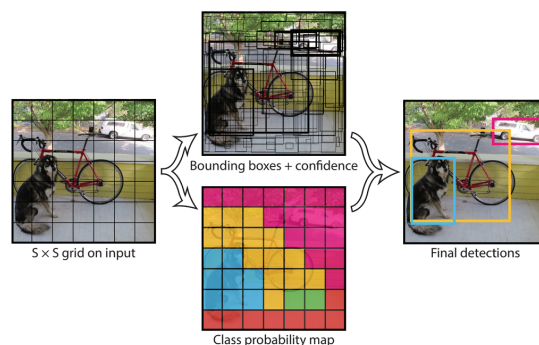 Bounding boxes + confidence
S × S grid on input
Final detections
Class probability map